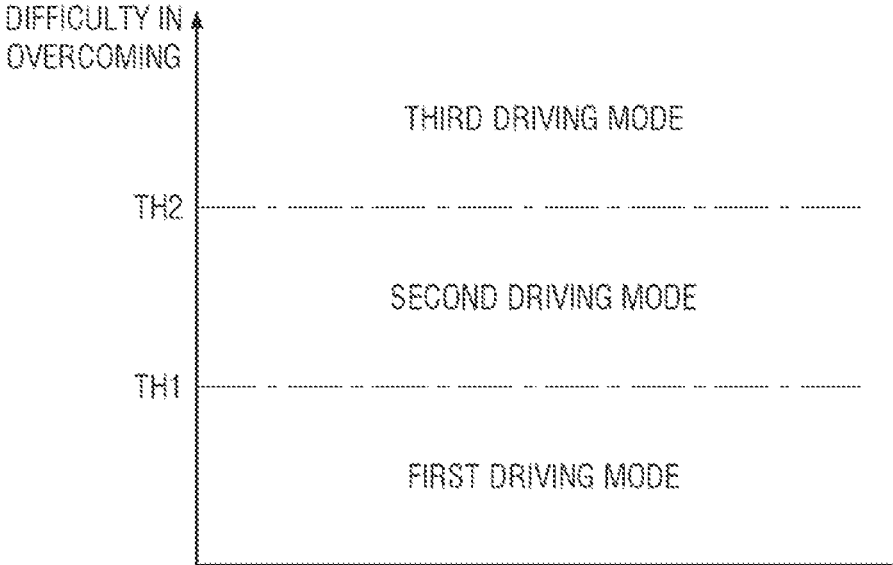 DIFFICULTY IN
OVERCOMING
THIRD DRIVING MODE
TH2
SECOND DRIVING MODE
TH1
FIRST DRIVING MODE